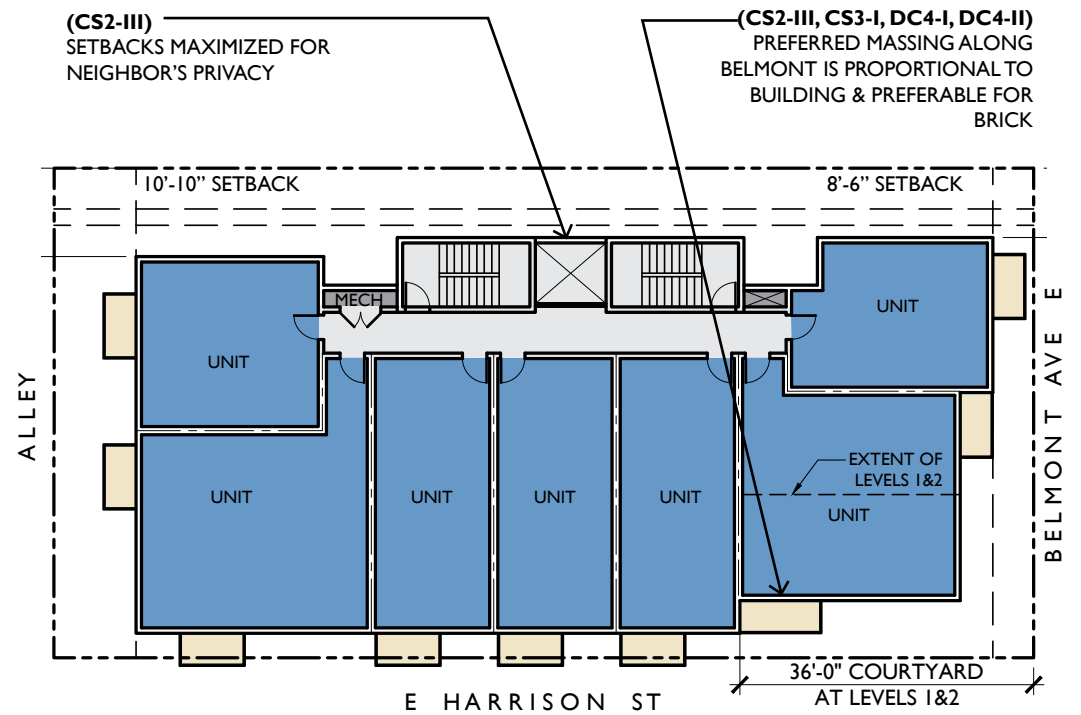 (CS2-III)
SETBACKS MAXIMIZED FOR
NEIGHBOR'S PRIVACY
(CS2-III, CS3-I, DC4-I, DC4-II)
PREFERRED MASSING ALONG
BELMONT IS PROPORTIONAL TO
BUILDING & PREFERABLE FOR
BRICK
10'-10" SETBACK
8'-6" SETBACK
MECH
UNIT
UNIT
ALLEY
BELMONT AVE E
EXTENT OF
LEVELS 1&2
UNIT
UNIT
UNIT
UNIT
UNIT
36'-0" COURTYARD
AT LEVELS 1&2
E HARRISON ST